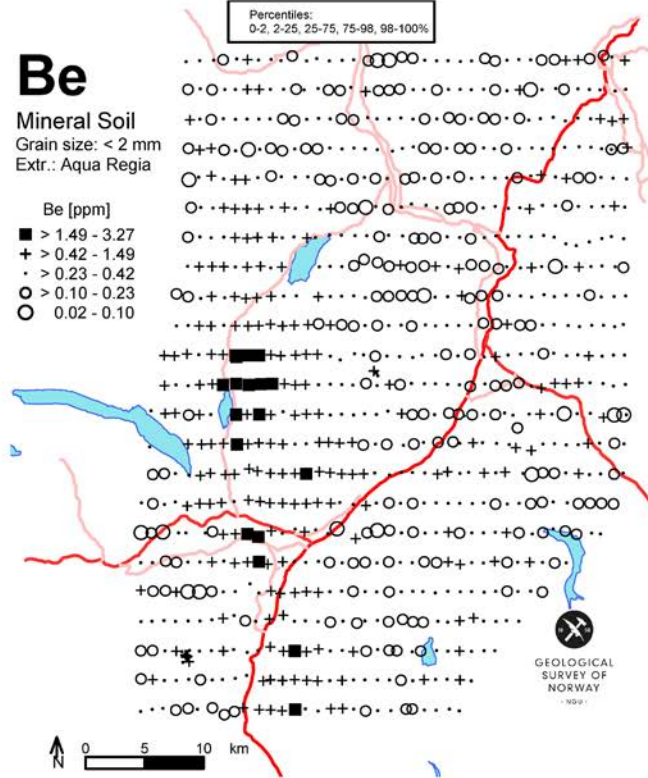 Percentiles:
0-2, 2-25, 25-75, 75-98, 98-100%
Be
Mineral Soil
Grain size: < 2 mm
Extr.: Aqua Regia
Be [ppm]
> 1.49 - 3.27
> 0.42 - 1.49
> 0.23 - 0.42
> 0.10 - 0.23
0.02 - 0.10
GEOLOGICAL
SURVEY OF
NORWAY
- NGU -
N
0 5 10 km